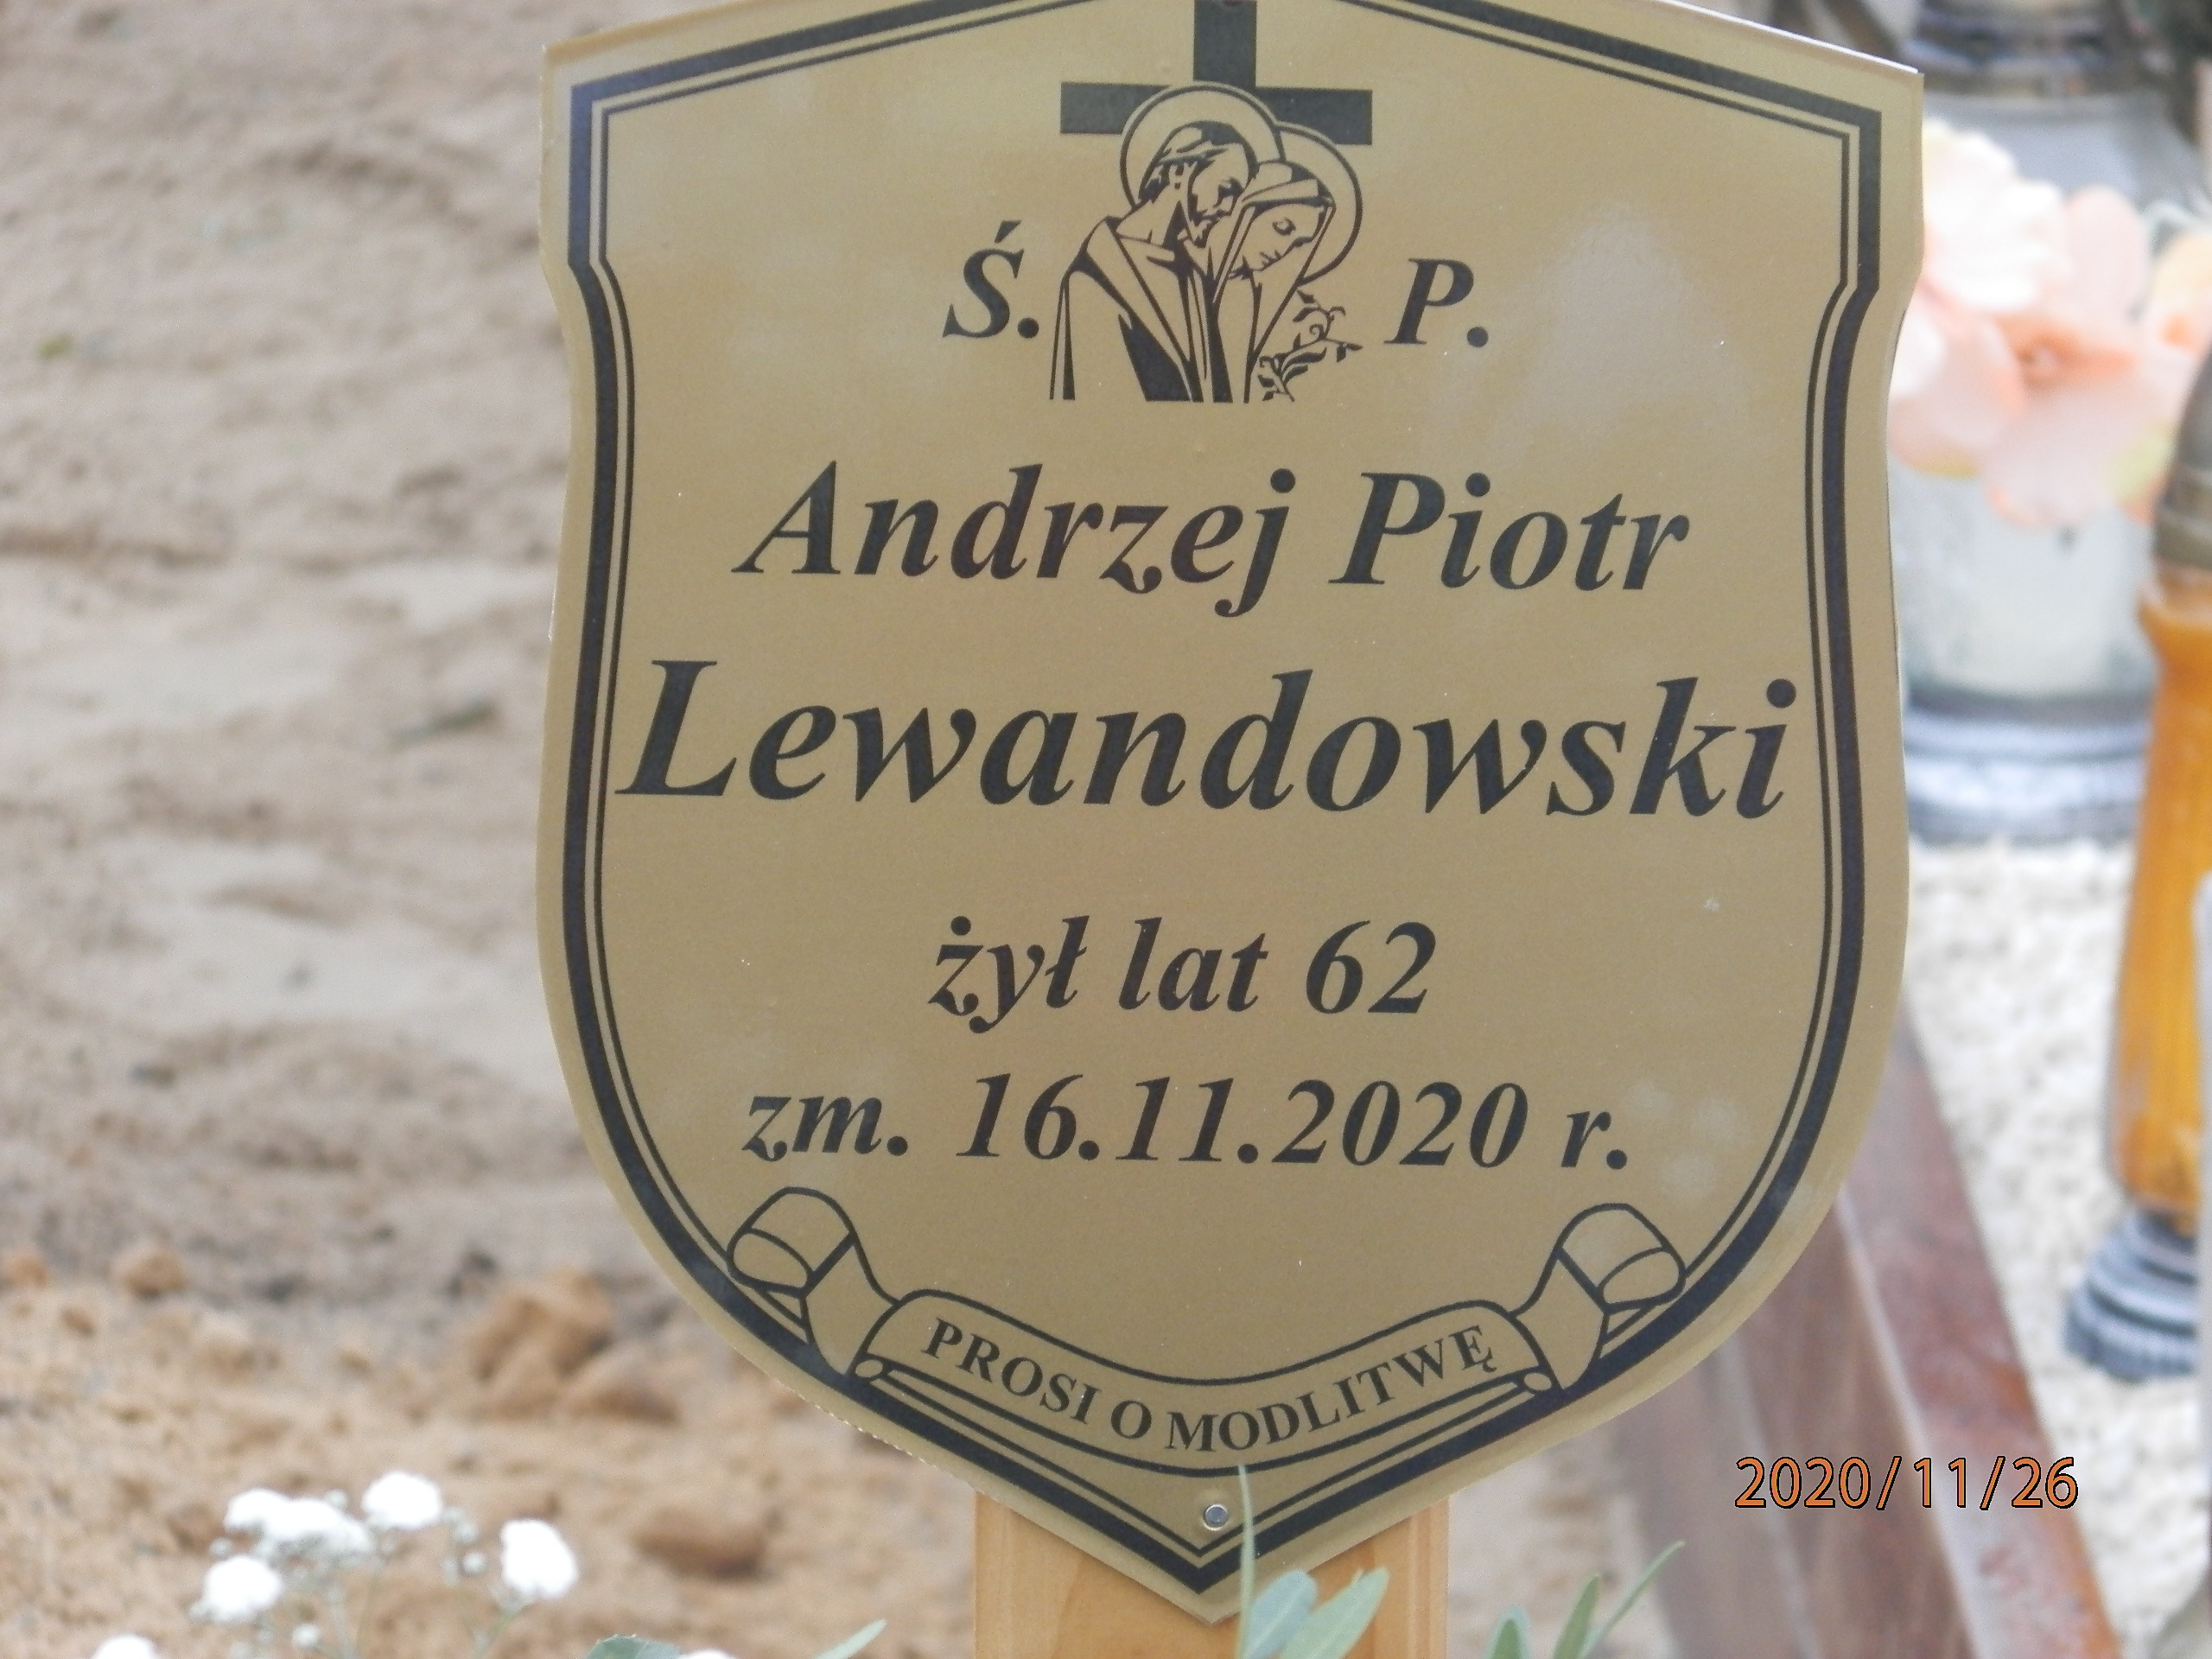 Ś. P.
Andrzej Piotr
Lewandowski
żył lat 62
zm. 16.11.2020 r.
PROSI O MODLITWĘ
2020/11/26